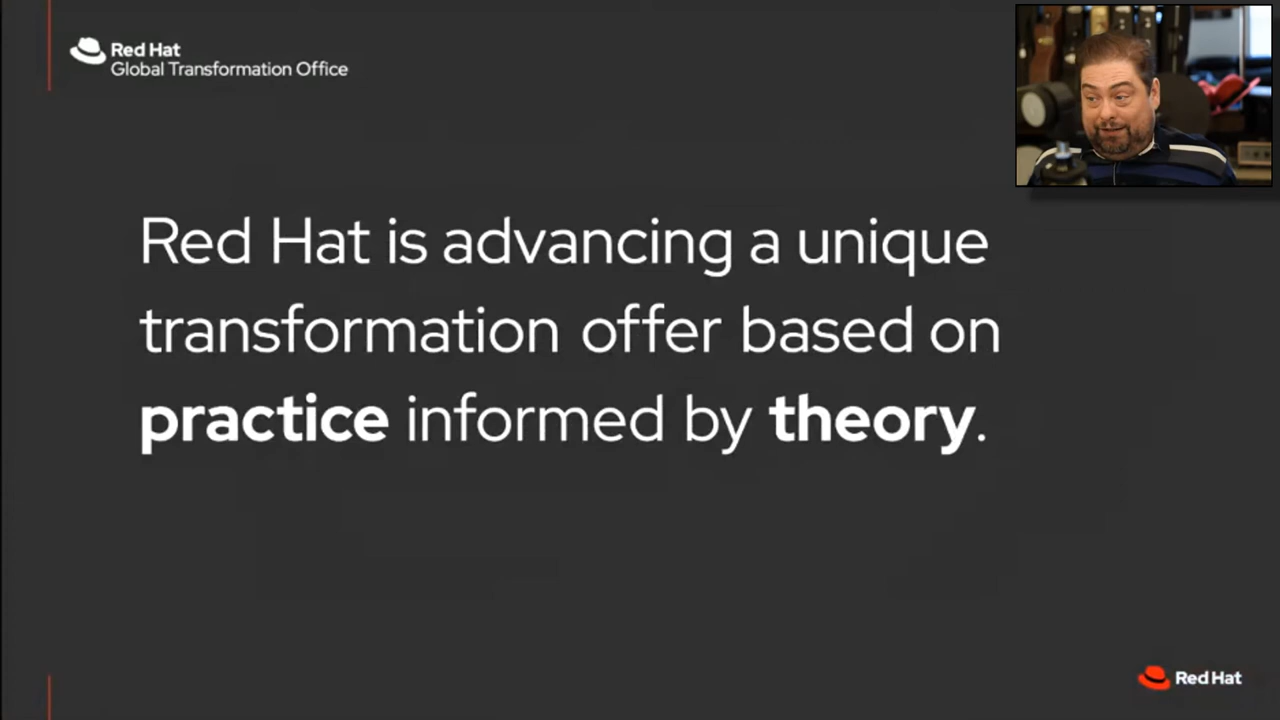 Red Hat
Global Transformation Office
Red Hat is advancing a unique
transformation offer based on
practice informed by theory.
Red Hat